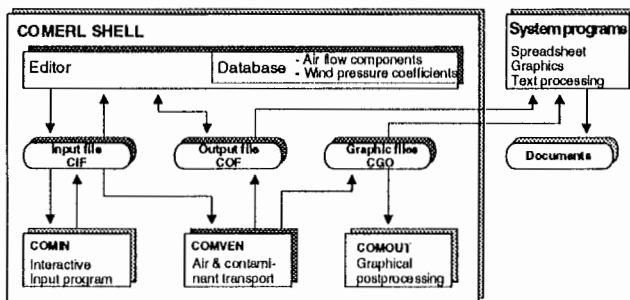 COMERL SHELL
Editor
Database
- Air flow components
- Wind pressure coefficients
System programs
Spreadsheet
Graphics
Text processing
Input file
CIF
Output file
COF
Graphic files
CGO
Documents
COMIN
Interactive
Input program
COMVEN
Air & contami-
nant transport
COMOUT
Graphical
postprocessing